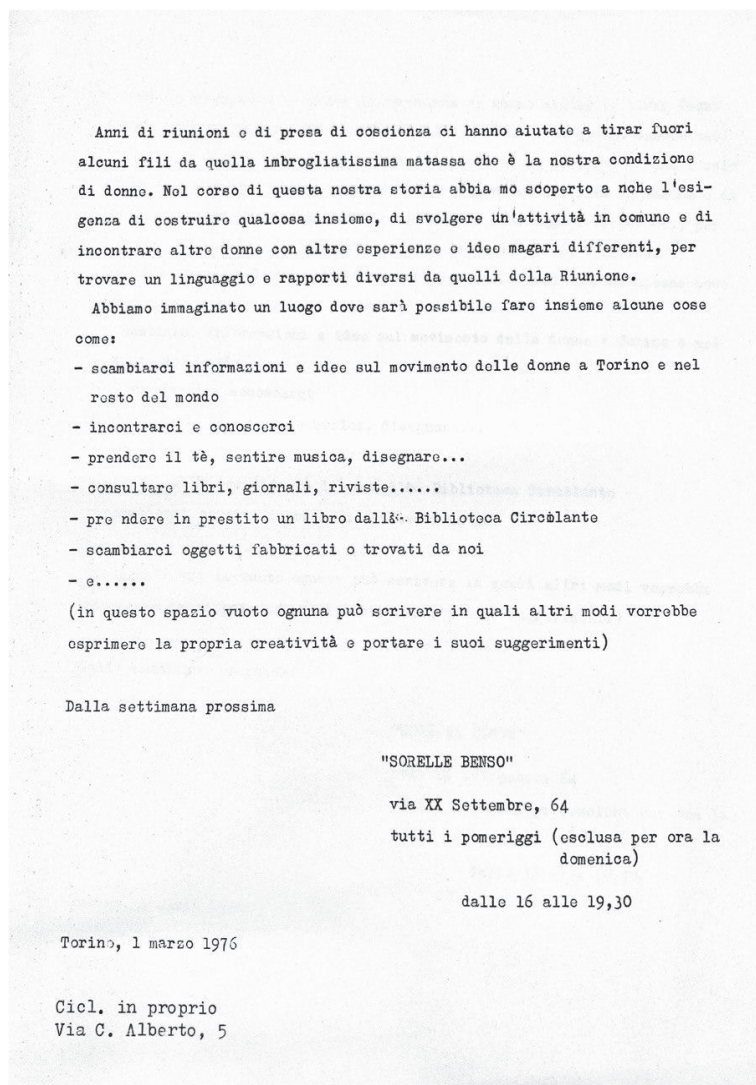 Anni di riunioni e di presa di coscienza ci hanno aiutato a tirar fuori
alcuni fili da quella imbrogliatissima matassa che è la nostra condizione
di donne. Nel corso di questa nostra storia abbia mo scoperto a nche l'esi-
genza di costruire qualcosa insieme, di svolgere un'attività in comune e di
incontrare altre donne con altre esperienze e idee magari differenti, per
trovare un linguaggio e rapporti diversi da quelli della Riunione.
Abbiamo immaginato un luogo dove sarà possibile fare insieme alcune cose
come:
- scambiarci informazioni e idee sul movimento delle donne a Torino e nel
resto del mondo
- incontrarci e conoscerci
- prendere il tè, sentire musica, disegnare...
- consultare libri, giornali, riviste......
- pre ndere in prestito un libro dalla Biblioteca Circolante
- scambiarci oggetti fabbricati o trovati da noi
- e......
(in questo spazio vuoto ognuna può scrivere in quali altri modi vorrebbe
esprimere la propria creatività e portare i suoi suggerimenti)
Dalla settimana prossima
"SORELLE BENSO"
via XX Settembre, 64
tutti i pomeriggi (esclusa per ora la
domenica)
dalle 16 alle 19,30
Torino, 1 marzo 1976
Cicl. in proprio
Via C. Alberto, 5